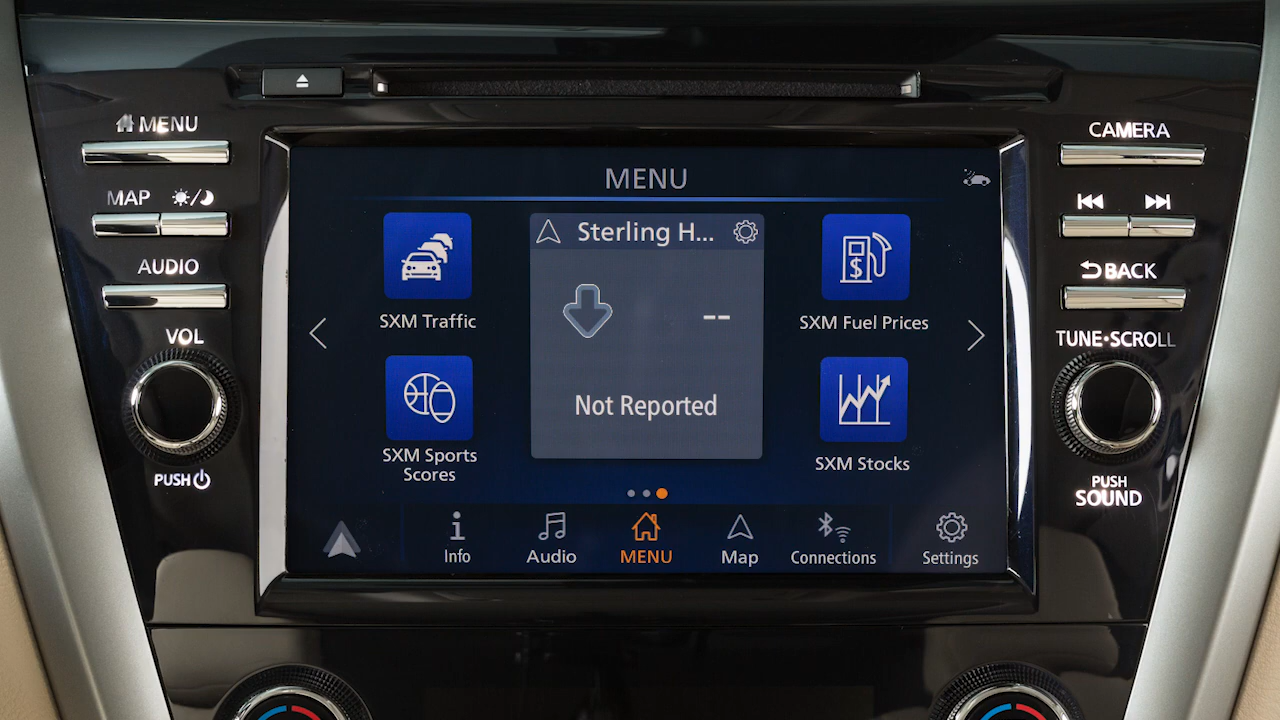 MENU
CAMERA
MENU
MAP
AUDIO
BACK
VOL
TUNE•SCROLL
PUSH
PUSH
SOUND
Sterling H...
SXM Traffic
--
SXM Fuel Prices
Not Reported
SXM Sports
Scores
SXM Stocks
Info
Audio
MENU
Map
Connections
Settings